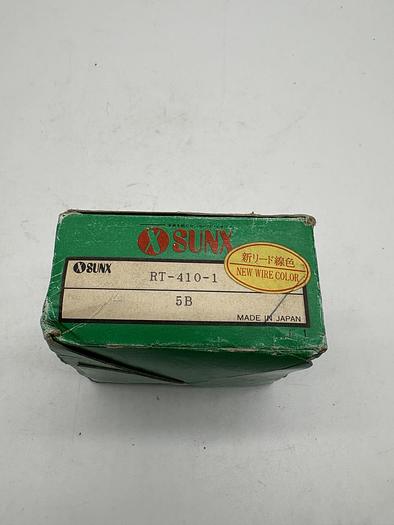 SUNX
新リード線色
NEW WIRE COLOR
SUNX
RT-410-1
5B
MADE IN JAPAN